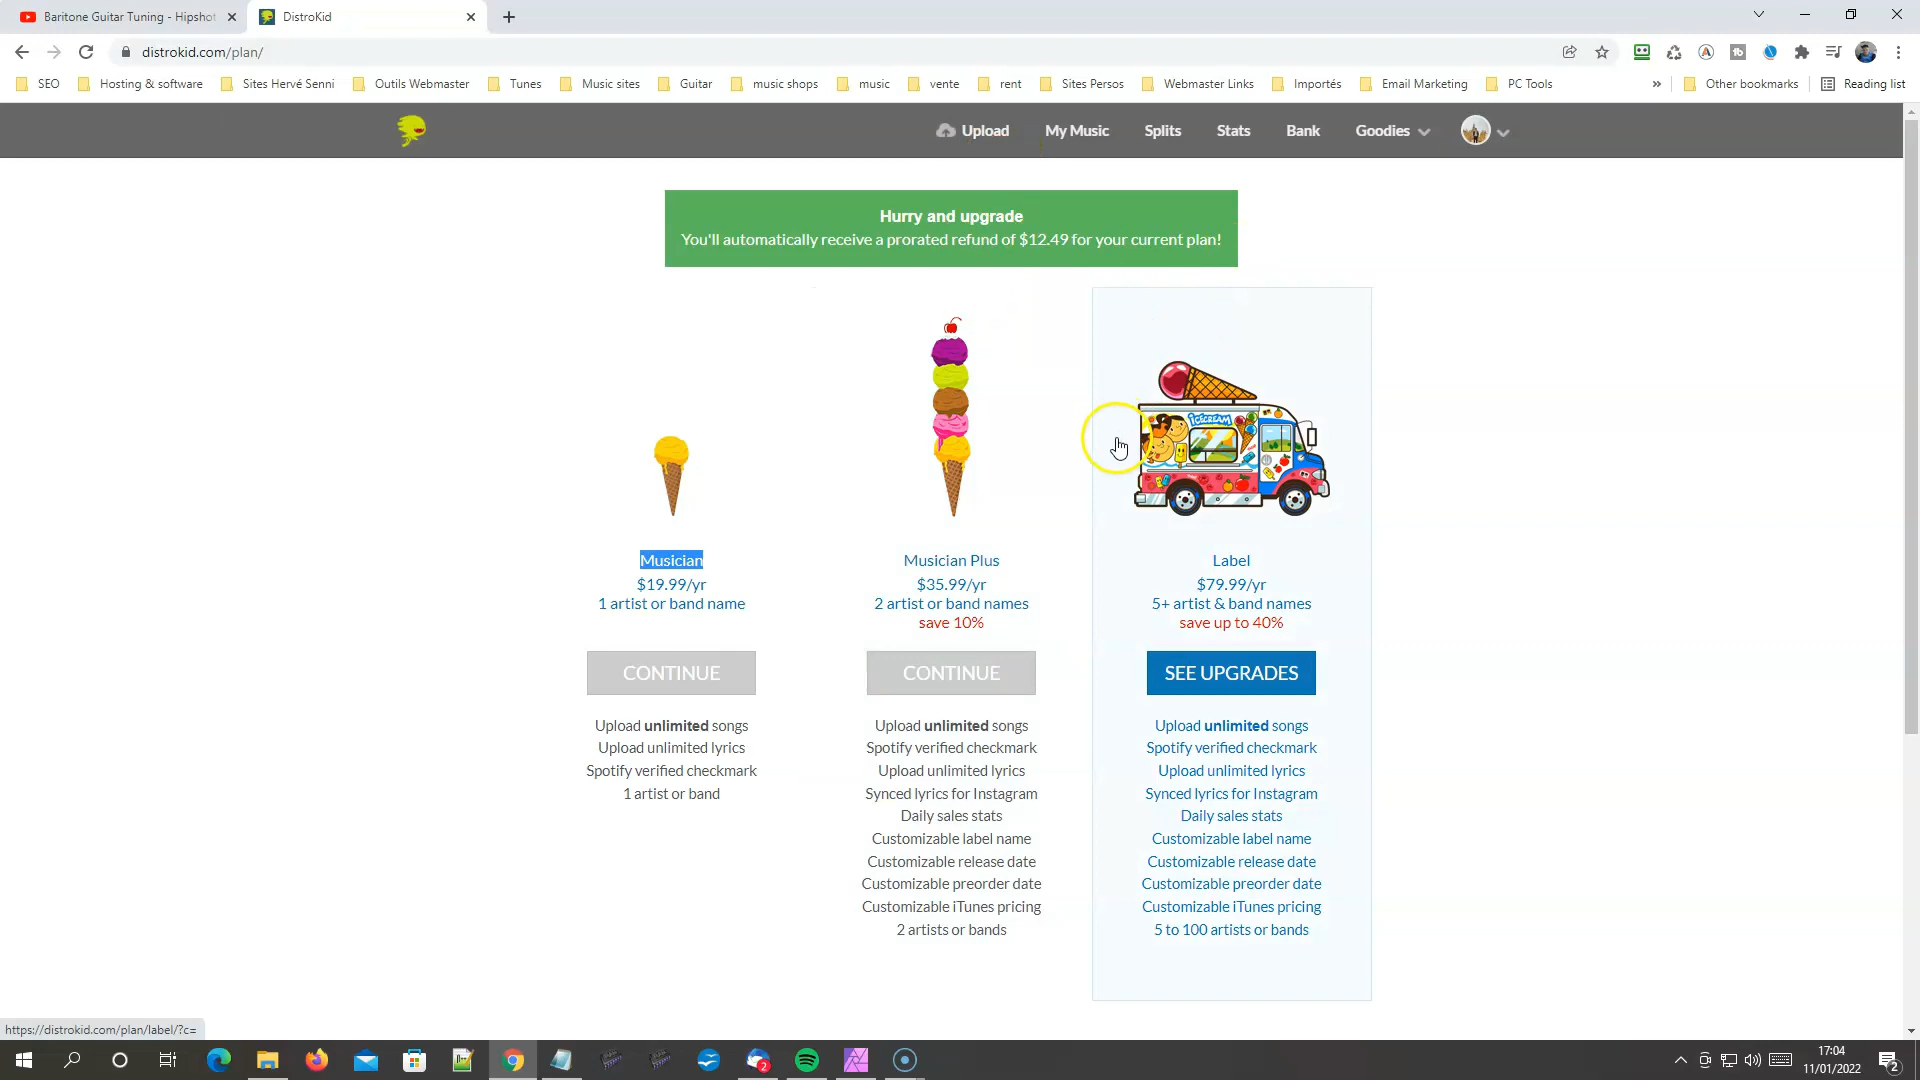 Baritone Guitar Tuning - Hipshot
DistroKid
distrokid.com/plan/
SEO
Hosting & software
Sites Hervé Senni
Outils Webmaster
Tunes
Music sites
Guitar
music shops
music
vente
rent
Sites Persos
Webmaster Links
Importés
Email Marketing
PC Tools
»
Other bookmarks
Reading list
Upload
My Music
Splits
Stats
Bank
Goodies
Hurry and upgrade
You'll automatically receive a prorated refund of $12.49 for your current plan!
ICECREAM
Musician
$19.99/yr
1 artist or band name
CONTINUE
Upload unlimited songs
Upload unlimited lyrics
Spotify verified checkmark
1 artist or band
Musician Plus
$35.99/yr
2 artist or band names
save 10%
CONTINUE
Upload unlimited songs
Spotify verified checkmark
Upload unlimited lyrics
Synced lyrics for Instagram
Daily sales stats
Customizable label name
Customizable release date
Customizable preorder date
Customizable iTunes pricing
2 artists or bands
Label
$79.99/yr
5+ artist & band names
save up to 40%
SEE UPGRADES
Upload unlimited songs
Spotify verified checkmark
Upload unlimited lyrics
Synced lyrics for Instagram
Daily sales stats
Customizable label name
Customizable release date
Customizable preorder date
Customizable iTunes pricing
5 to 100 artists or bands
https://distrokid.com/plan/label/?c=
2
17:04
11/01/2022
2